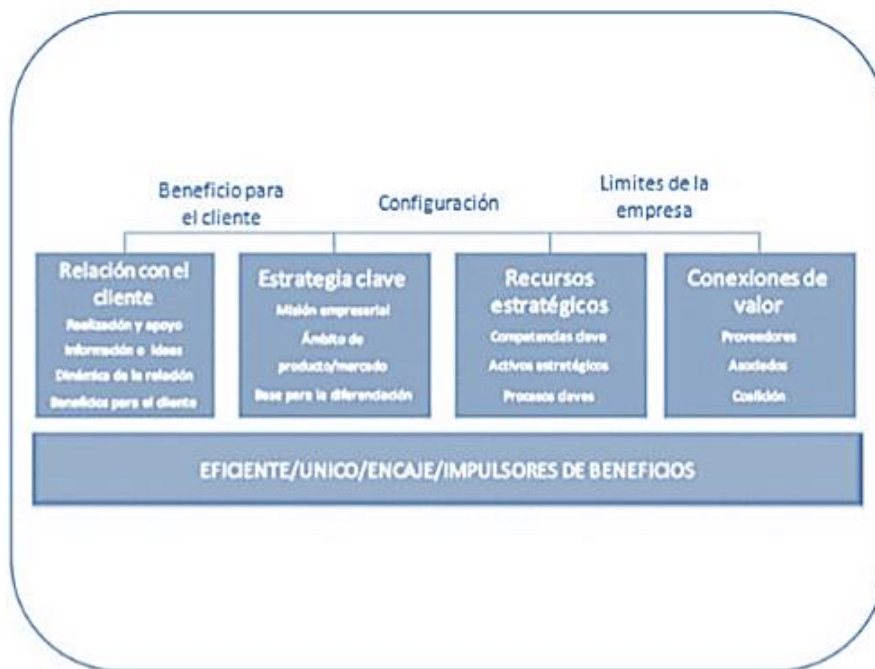 Beneficio para
el cliente
Configuración
Limites de la
empresa
Relación con el
cliente
Realización y apoyo
Información e ideas
Dinámica de la relación
Beneficios para el cliente
Estrategia clave
Misión empresarial
Ámbito de
producto/mercado
Base para la diferenciación
Recursos
estratégicos
Competencias clave
Activos estratégicos
Procesos claves
Conexiones de
valor
Proveedores
Asociados
Coalición
EFICIENTE/UNICO/ENCAJE/IMPULSORES DE BENEFICIOS